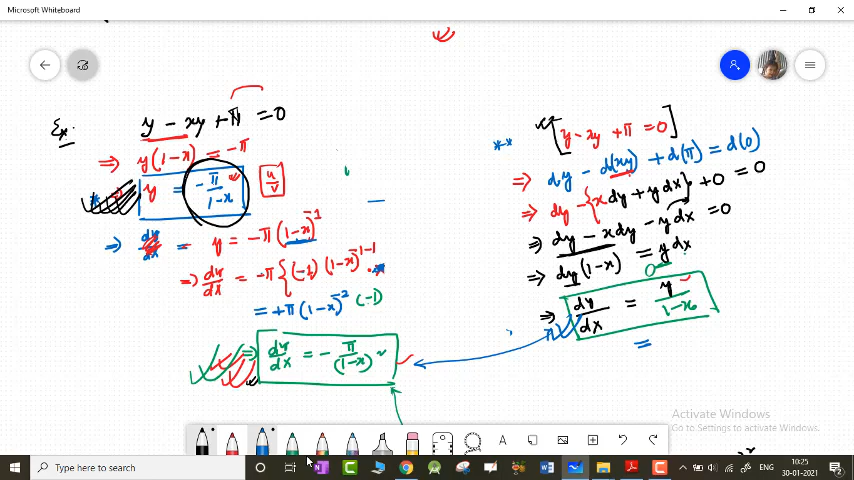 Microsoft Whiteboard
Ex.
y - xy + π = 0
⇒ y(1-x) = -π
y = -π/(1-x)
u/v
⇒ dy/dx = y = -π(1-x)^-1
⇒ dy/dx = -π{(-1)(1-x)^-1-1
= +π(1-x)^-2 (-1)
⇒ dy/dx = -π/(1-x)^2
[y - xy + π = 0]
** ⇒ dy - d(xy) + d(π) = d(0)
⇒ dy - {x dy + y dx} + 0 = 0
⇒ dy - x dy - y dx = 0
⇒ dy(1-x) = y dx
⇒ dy/dx = y/(1-x)
=
Activate Windows
Go to Settings to activate Windows.
Type here to search
ENG
10:25
30-01-2021